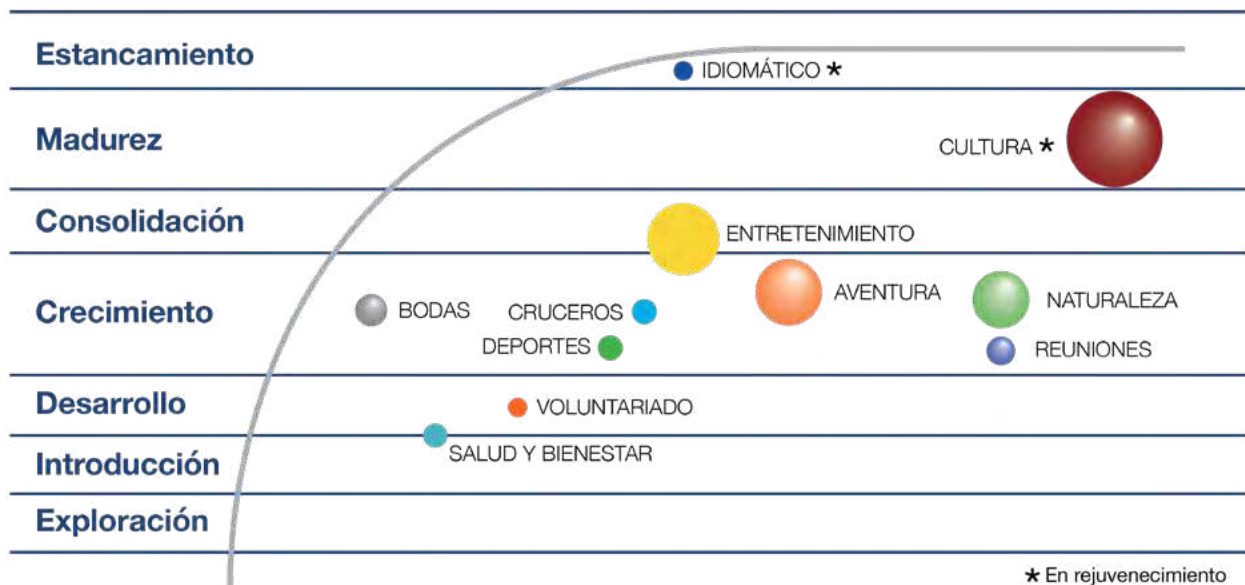 Estancamiento
IDIOMÁTICO *
Madurez
CULTURA *
Consolidación
ENTRETENIMIENTO
AVENTURA
NATURALEZA
Crecimiento
BODAS
CRUCEROS
DEPORTES
REUNIONES
Desarrollo
VOLUNTARIADO
SALUD Y BIENESTAR
Introducción
Exploración
* En rejuvenecimiento